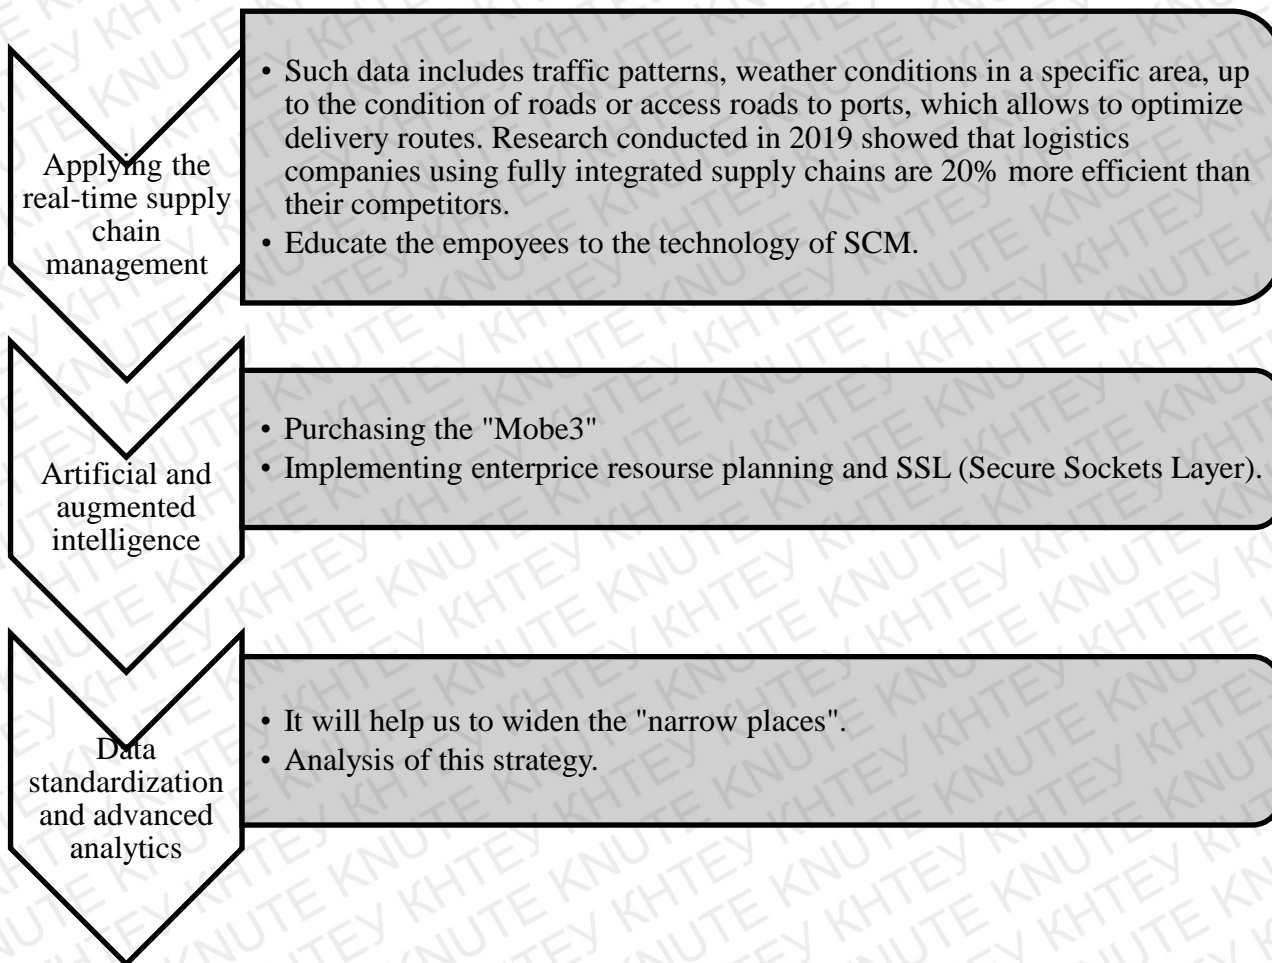 Applying the
real-time supply
chain
management
• Such data includes traffic patterns, weather conditions in a specific area, up
to the condition of roads or access roads to ports, which allows to optimize
delivery routes. Research conducted in 2019 showed that logistics
companies using fully integrated supply chains are 20% more efficient than
their competitors.
• Educate the empoyees to the technology of SCM.
Artificial and
augmented
intelligence
• Purchasing the "Mobe3"
• Implementing enterprice resourse planning and SSL (Secure Sockets Layer).
Data
standardization
and advanced
analytics
• It will help us to widen the "narrow places".
• Analysis of this strategy.
KNUTE КНТЕУ KNUTE КНТЕУ